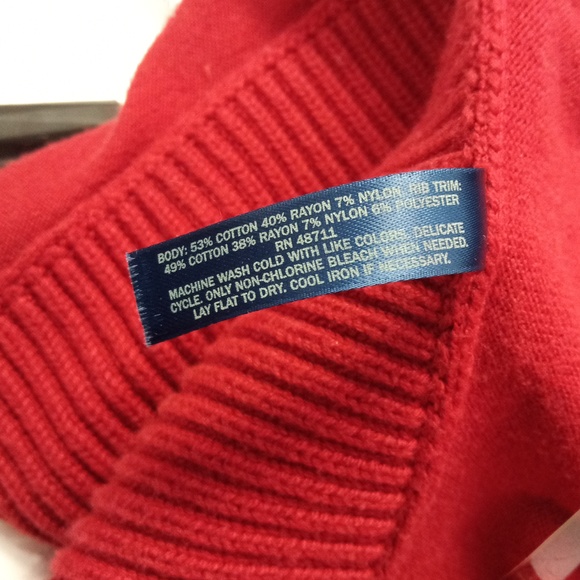 BODY: 53% COTTON 40% RAYON 7% NYLON. RIB TRIM:
49% COTTON 38% RAYON 7% NYLON 6% POLYESTER
RN 48711
MACHINE WASH COLD WITH LIKE COLORS. DELICATE
CYCLE. ONLY NON-CHLORINE BLEACH WHEN NEEDED.
LAY FLAT TO DRY. COOL IRON IF NECESSARY.